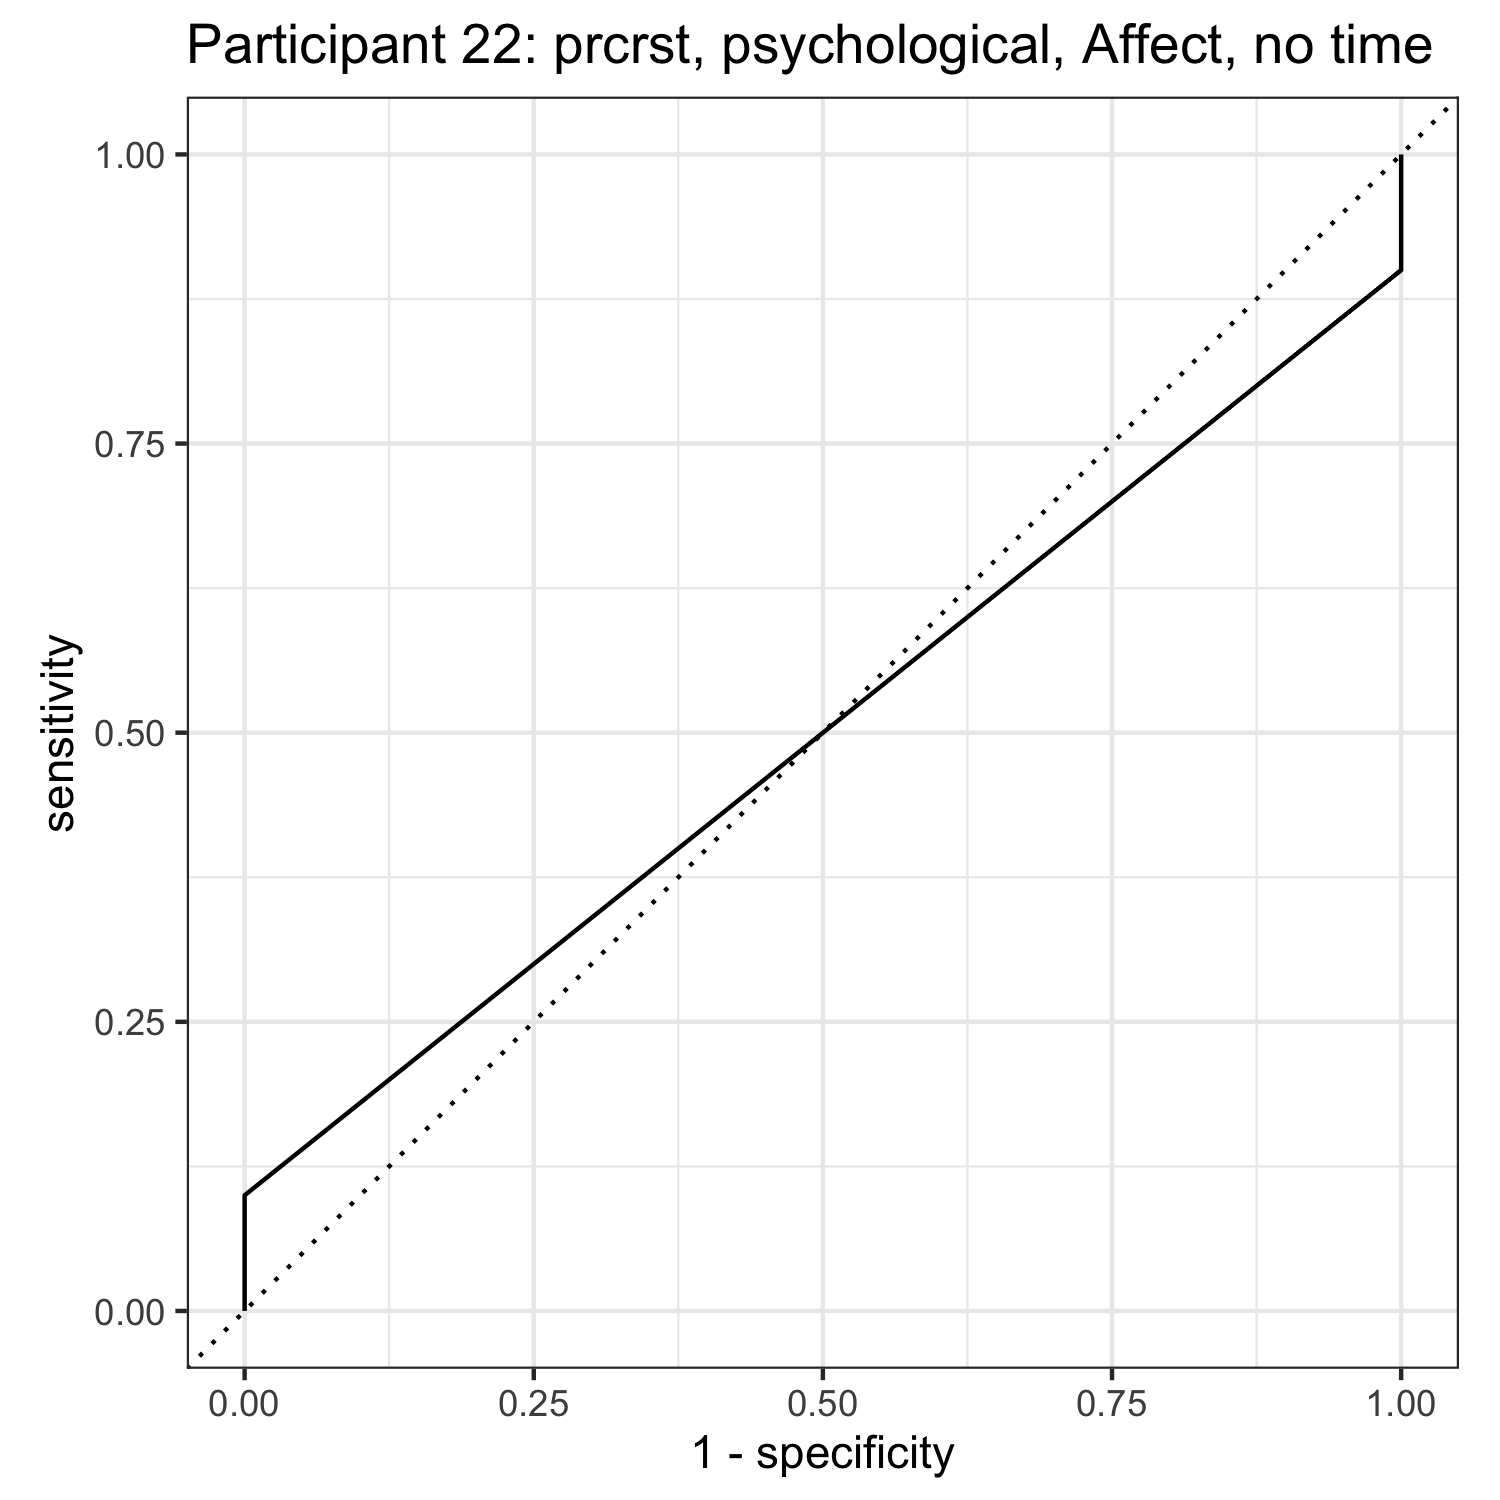 Participant 22: prcrst, psychological, Affect, no time
1.00
0.75
0.50
0.25
0.00
sensitivity
0.00 0.25 0.50 0.75 1.00
1 - specificity